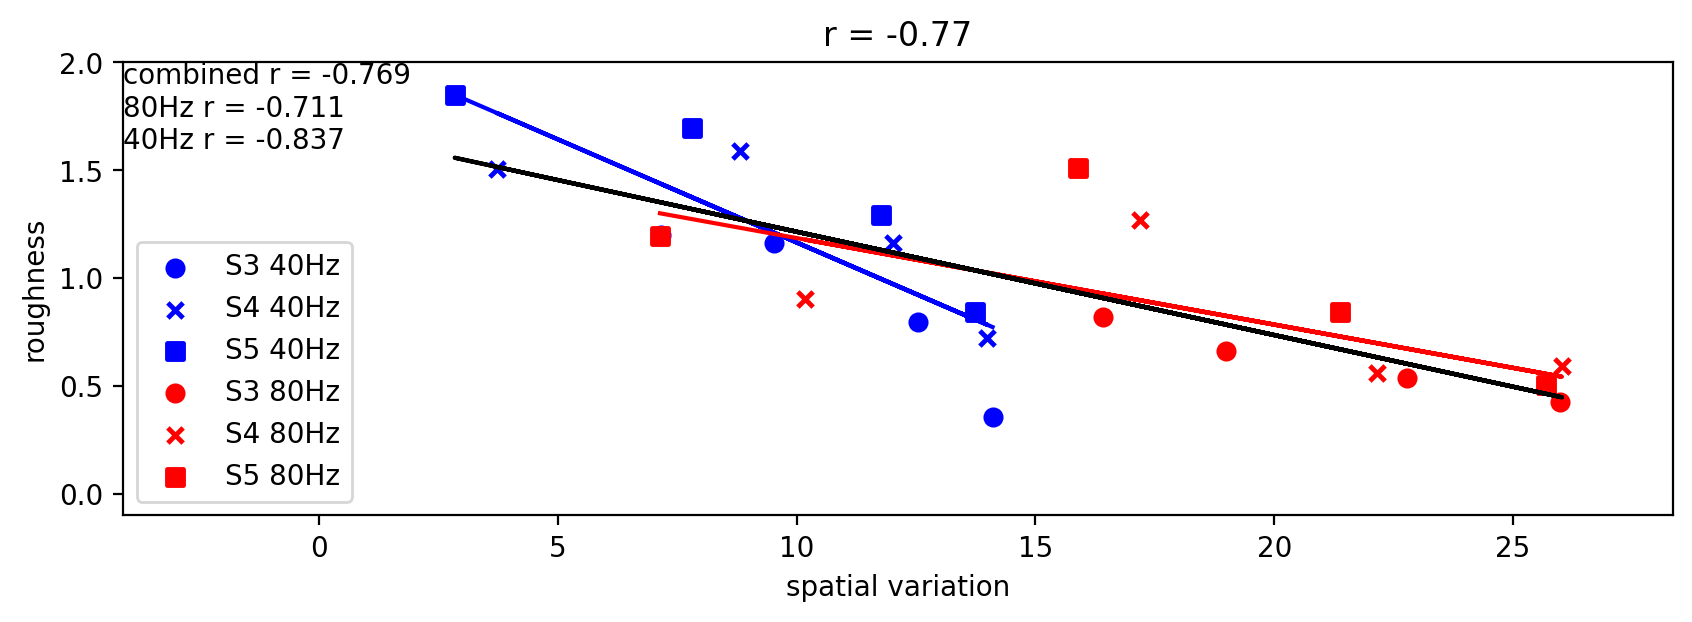 r = -0.77
combined r = -0.769
80Hz r = -0.711
40Hz r = -0.837
2.0
1.5
1.0
0.5
0.0
roughness
S3 40Hz
S4 40Hz
S5 40Hz
S3 80Hz
S4 80Hz
S5 80Hz
0 5 10 15 20 25
spatial variation